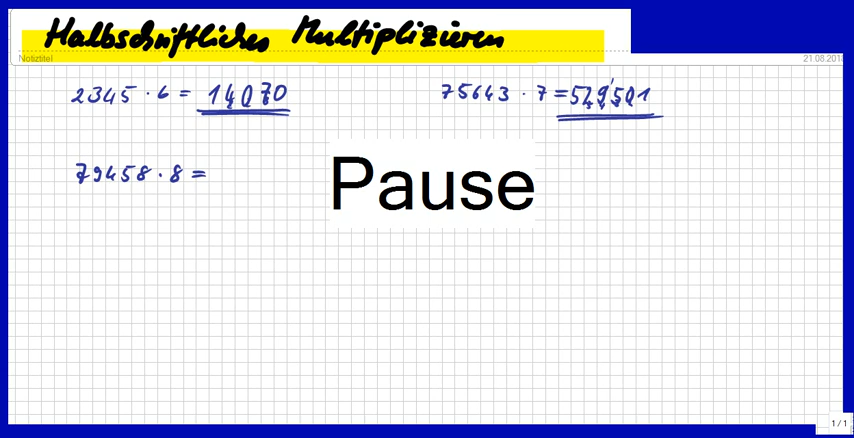 Halbschriftliches Multiplizieren
Notiztitel
21.08.201
2345 · 6 = 14070
75643 · 7 = 529501
79458 · 8 =
Pause
1 / 1